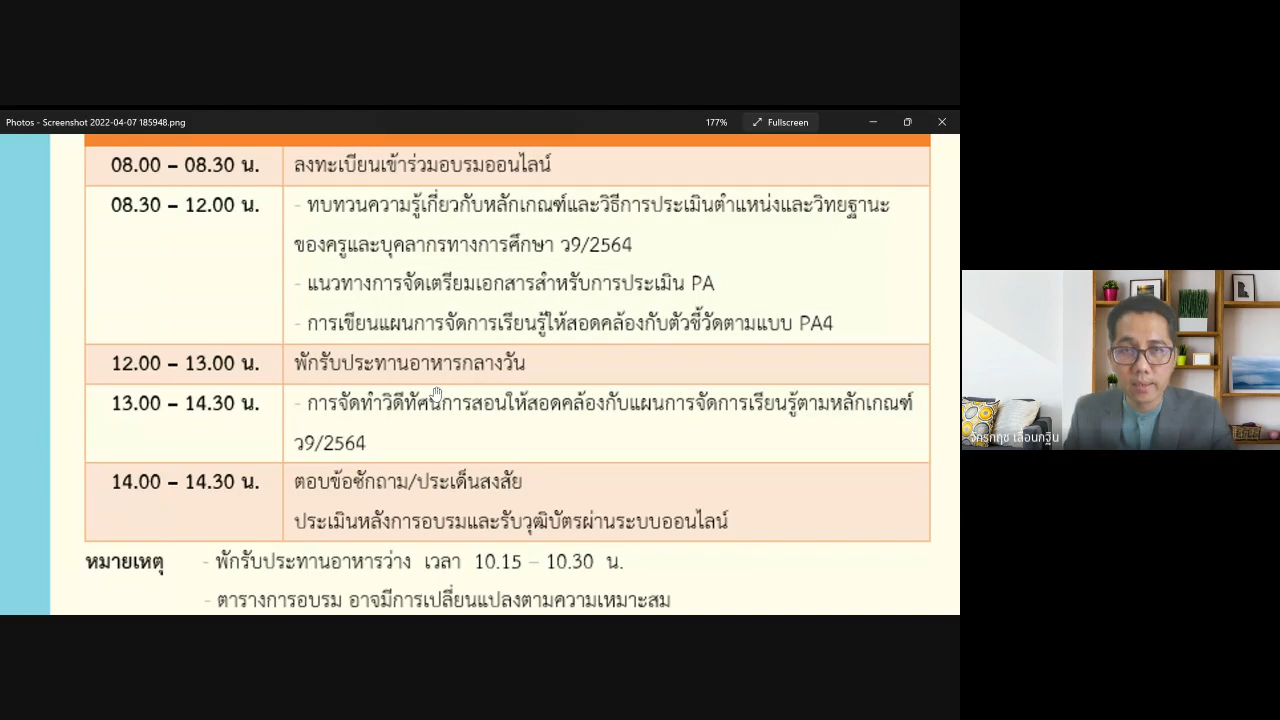 Photos - Screenshot 2022-04-07 185948.png
177%
Fullscreen
08.00 – 08.30 น.
ลงทะเบียนเข้าร่วมอบรมออนไลน์
08.30 – 12.00 น.
- ทบทวนความรู้เกี่ยวกับหลักเกณฑ์และวิธีการประเมินตำแหน่งและวิทยฐานะ
ของครูและบุคลากรทางการศึกษา ว9/2564
- แนวทางการจัดเตรียมเอกสารสำหรับการประเมิน PA
- การเขียนแผนการจัดการเรียนรู้ให้สอดคล้องกับตัวชี้วัดตามแบบ PA4
12.00 – 13.00 น.
พักรับประทานอาหารกลางวัน
13.00 – 14.30 น.
- การจัดทำวิดีทัศน์การสอนให้สอดคล้องกับแผนการจัดการเรียนรู้ตามหลักเกณฑ์
ว9/2564
14.00 – 14.30 น.
ตอบข้อซักถาม/ประเด็นสงสัย
ประเมินหลังการอบรมและรับวุฒิบัตรผ่านระบบออนไลน์
หมายเหตุ - พักรับประทานอาหารว่าง เวลา 10.15 – 10.30 น.
- ตารางการอบรม อาจมีการเปลี่ยนแปลงตามความเหมาะสม
จักรกฤช เลื่อนกฐิน